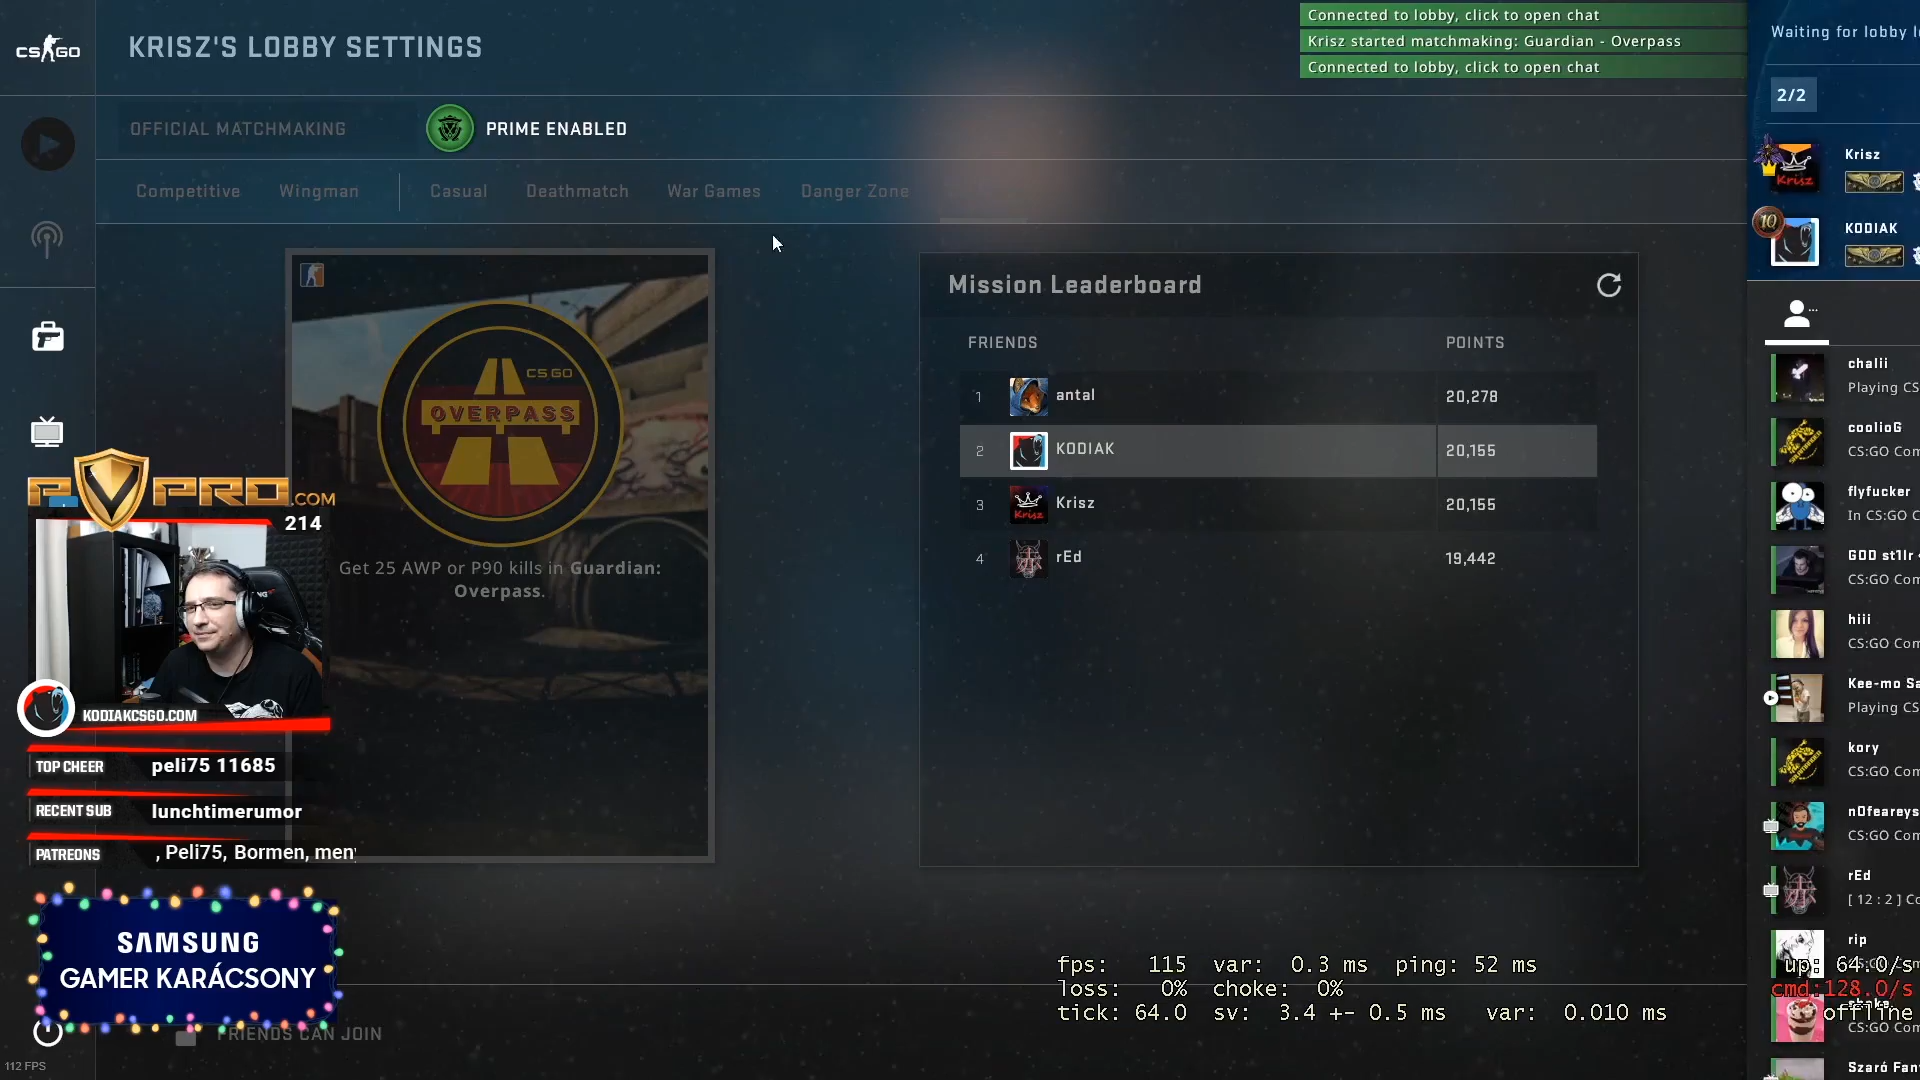 CS GO
KRISZ'S LOBBY SETTINGS
Connected to lobby, click to open chat
Krisz started matchmaking: Guardian - Overpass
Connected to lobby, click to open chat
Waiting for lobby l
OFFICIAL MATCHMAKING
PRIME ENABLED
2/2
Krisz
Krisz
10
KODIAK
Competitive
Wingman
Casual
Deathmatch
War Games
Danger Zone
CS GO
OVERPASS
Get 25 AWP or P90 kills in Guardian:
Overpass.
Mission Leaderboard
FRIENDS
POINTS
1 antal 20,278
2 KODIAK 20,155
3 Krisz 20,155
4 rEd 19,442
chalii
Playing CS
coolioG
CS:GO Com
flyfucker
In CS:GO C
GOD st1lr
CS:GO Com
hiii
CS:GO Com
Kee-mo Sa
Playing CS
kory
CS:GO Com
n0feareys
CS:GO Com
rEd
[ 12 : 2 ] Co
rip
CS:GO Com
Szaró Fan
PVPRO.COM
214
KODIAKCSGO.COM
TOP CHEER peli75 11685
RECENT SUB lunchtimerumor
PATREONS , Peli75, Bormen, men
SAMSUNG
GAMER KARÁCSONY
FRIENDS CAN JOIN
112 FPS
fps: 115 var: 0.3 ms ping: 52 ms
loss: 0% choke: 0%
tick: 64.0 sv: 3.4 +- 0.5 ms var: 0.010 ms
up: 64.0/s
cmd:128.0/s
offline